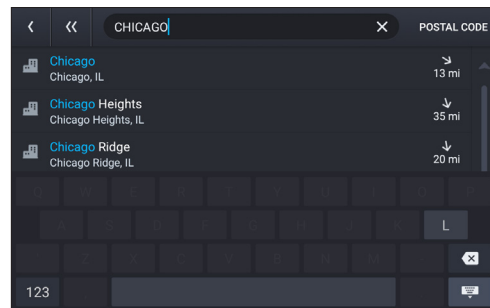 CHICAGO
POSTAL CODE
Chicago
Chicago, IL
13 mi
Chicago Heights
Chicago Heights, IL
35 mi
Chicago Ridge
Chicago Ridge, IL
20 mi
Q W E R T Y U I O P
A S D F G H J K L
Z X C V B N M
123